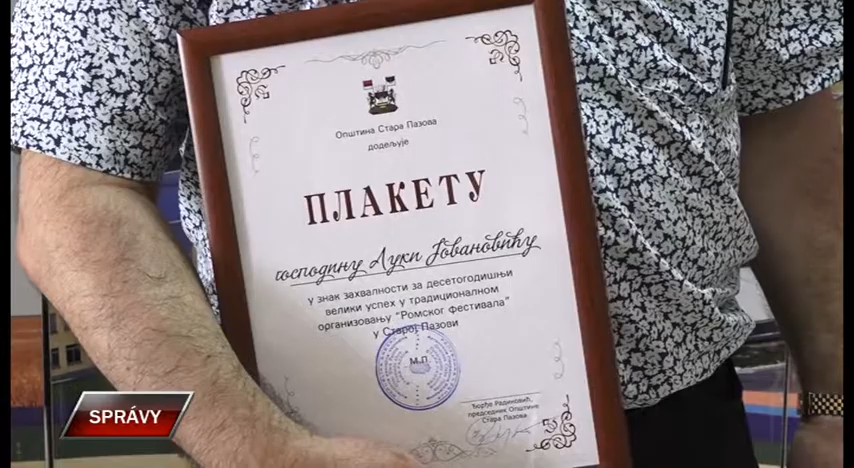 Општина Стара Пазова
додељује
ПЛАКЕТУ
господину Луки Јовановићу
у знак захвалности за десетогодишњи
велики успех у традиционалном
организовању "Ромског фестивала"
у Старој Пазови
М.П.
Ђорђе Раденовић,
председник Општине
Стара Пазова
SPRÁVY